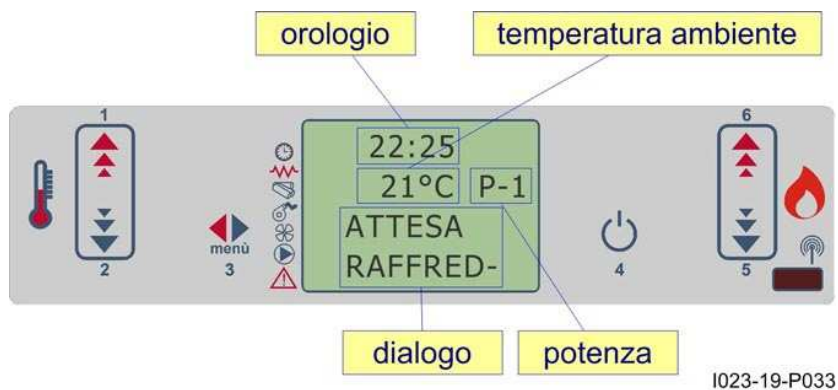 orologio
temperatura ambiente
1
6
22:25
21°C
P-1
ATTESA
RAFFRED-
menù
2
3
4
5
dialogo
potenza
I023-19-P033